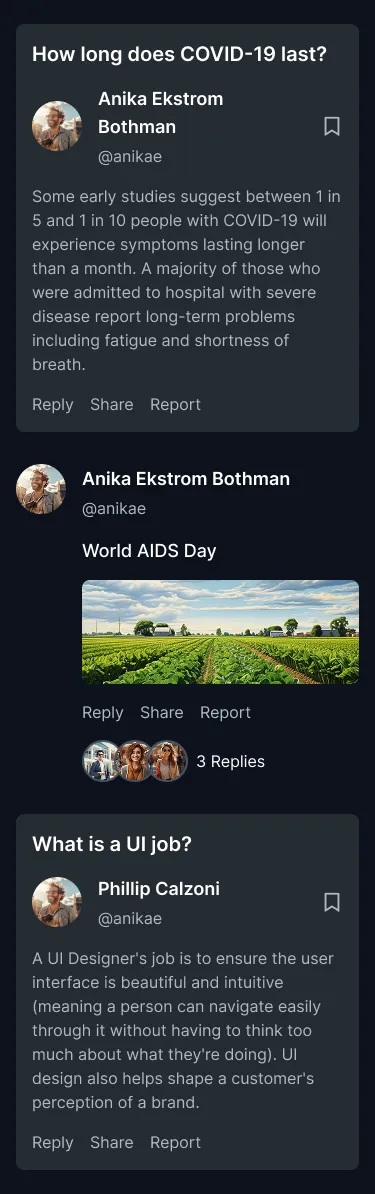 How long does COVID-19 last?
Anika Ekstrom
Bothman
@anikae
Some early studies suggest between 1 in
5 and 1 in 10 people with COVID-19 will
experience symptoms lasting longer
than a month. A majority of those who
were admitted to hospital with severe
disease report long-term problems
including fatigue and shortness of
breath.
Reply Share Report
Anika Ekstrom Bothman
@anikae
World AIDS Day
Reply Share Report
3 Replies
What is a UI job?
Phillip Calzoni
@anikae
A UI Designer's job is to ensure the user
interface is beautiful and intuitive
(meaning a person can navigate easily
through it without having to think too
much about what they're doing). UI
design also helps shape a customer's
perception of a brand.
Reply Share Report